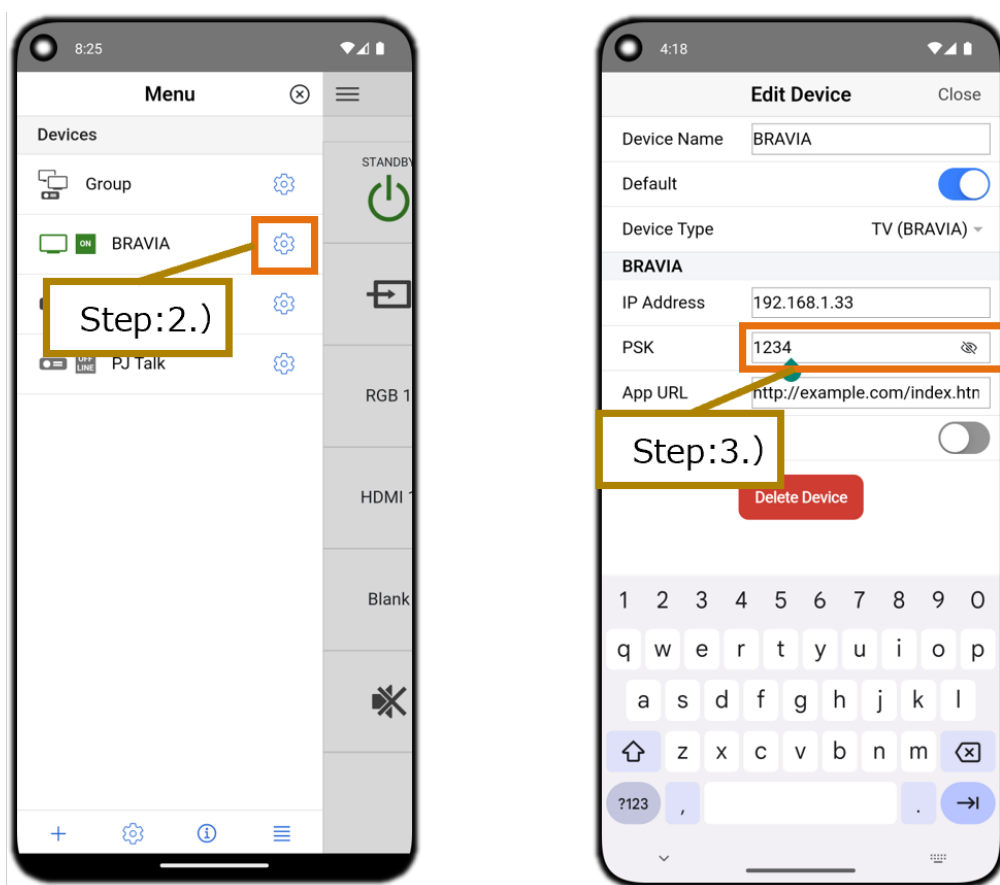 8:25
Menu
Devices
STANDBY
Group
ON BRAVIA
Step:2.)
OFF LINE PJ Talk
RGB 1
HDMI 1
Blank
4:18
Edit Device Close
Device Name BRAVIA
Default
Device Type TV (BRAVIA)
BRAVIA
IP Address 192.168.1.33
PSK 1234
App URL http://example.com/index.htn
Step:3.)
Delete Device
1 2 3 4 5 6 7 8 9 0
q w e r t y u i o p
a s d f g h j k l
z x c v b n m
?123 , .